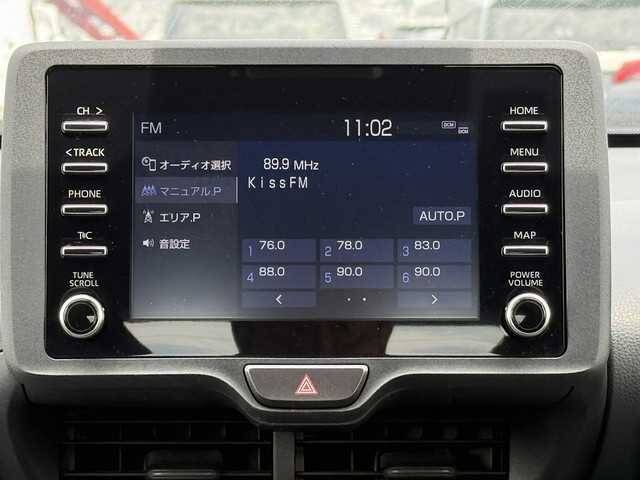 CH >
< TRACK
PHONE
T&C
TUNE
SCROLL
FM
11:02
DCM
DCM
オーディオ選択
マニュアル.P
エリア.P
音設定
89.9 MHz
KissFM
AUTO.P
1 76.0
2 78.0
3 83.0
4 88.0
5 90.0
6 90.0
HOME
MENU
AUDIO
MAP
POWER
VOLUME